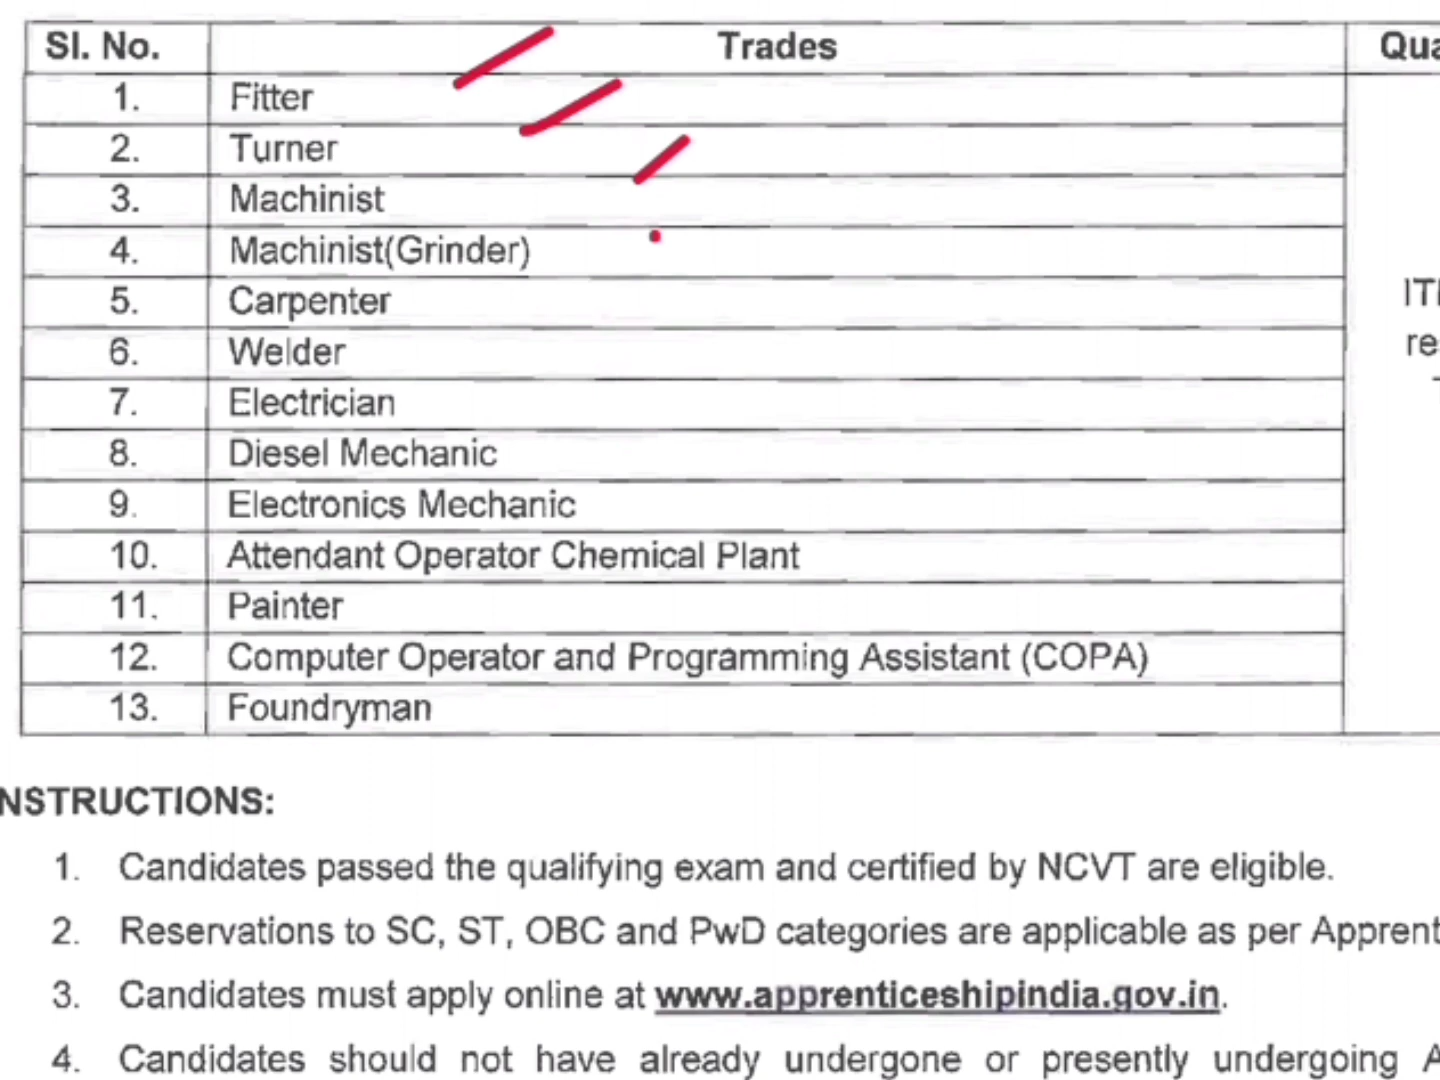 Sl. No. Trades
1. Fitter
2. Turner
3. Machinist
4. Machinist(Grinder)
5. Carpenter
6. Welder
7. Electrician
8. Diesel Mechanic
9. Electronics Mechanic
10. Attendant Operator Chemical Plant
11. Painter
12. Computer Operator and Programming Assistant (COPA)
13. Foundryman
NSTRUCTIONS:
1. Candidates passed the qualifying exam and certified by NCVT are eligible.
2. Reservations to SC, ST, OBC and PwD categories are applicable as per
3. Candidates must apply online at www.apprenticeshipindia.gov.in.
4. Candidates should not have already undergone or presently undergoing